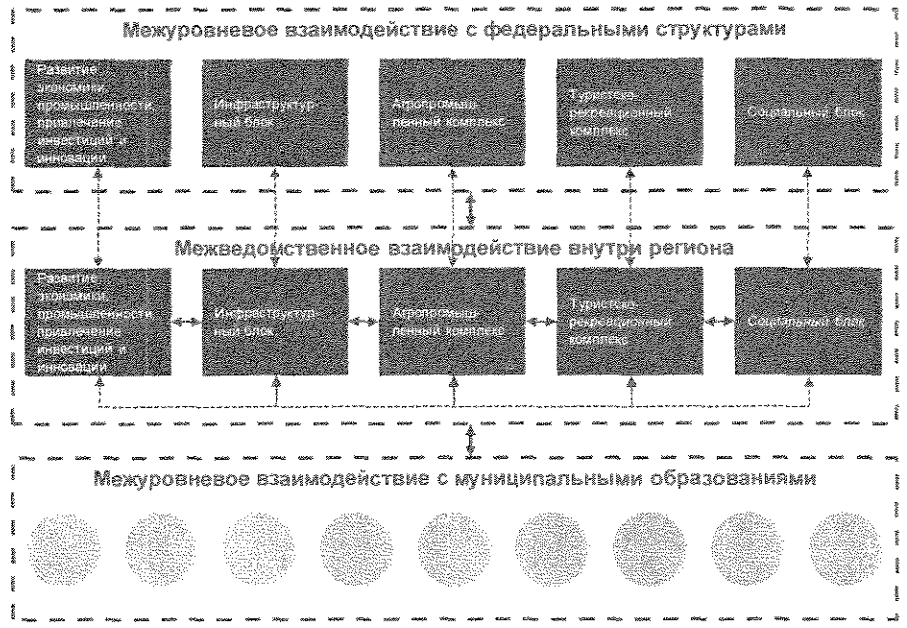 Межуровневое взаимодействие с федеральными структурами
Развитие
экономики,
промышленности,
привлечение
инвестиций и
инновации
Инфраструктур-
ный блок
Агропромыш-
ленный комплекс
Туристско-
рекреационный
комплекс
Социальный блок
Межведомственное взаимодействие внутри региона
Развитие
экономики,
промышленности,
привлечение
инвестиций и
инновации
Инфраструктур-
ный блок
Агропромыш-
ленный комплекс
Туристско-
рекреационный
комплекс
Социальный блок
Межуровневое взаимодействие с муниципальными образованиями